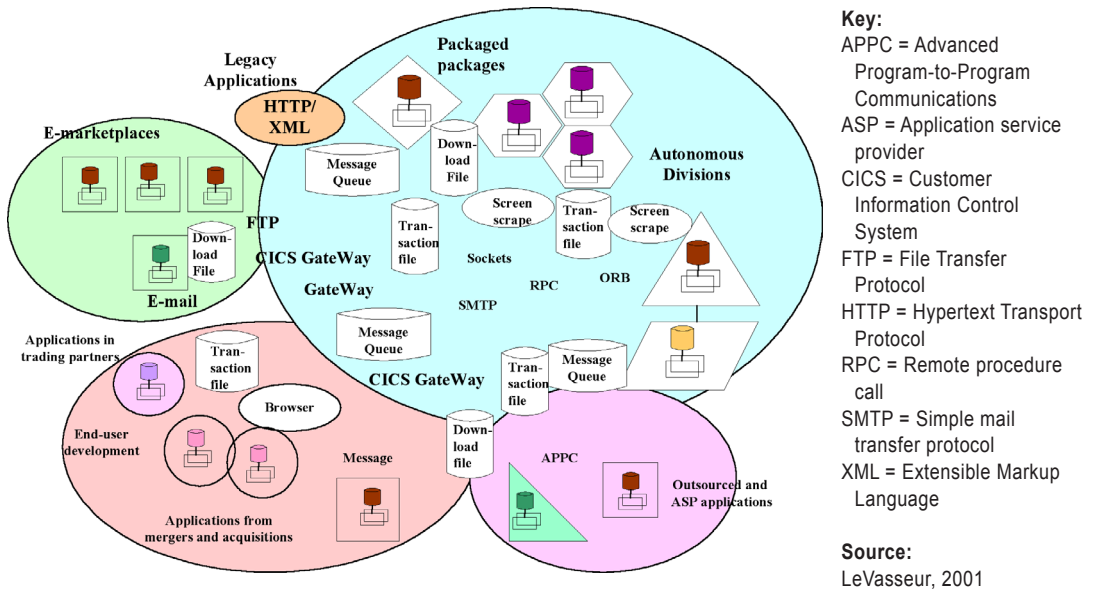 Packaged
packages
Legacy
Applications
HTTP/
XML
E-marketplaces
Message
Queue
Down-
load
File
Autonomous
Divisions
Screen
scrape
Tran-
saction
file
Screen
scrape
Tran-
saction
file
FTP
Down-
load
File
CICS GateWay
Sockets
GateWay
RPC
ORB
SMTP
E-mail
Message
Queue
Applications in
trading partners
Tran-
saction
file
CICS GateWay
Tran-
saction
file
Message
Queue
Browser
End-user
development
Down-
load
file
Message
APPC
Outsourced and
ASP applications
Applications from
mergers and acquisitions
Key:
APPC = Advanced
Program-to-Program
Communications
ASP = Application service
provider
CICS = Customer
Information Control
System
FTP = File Transfer
Protocol
HTTP = Hypertext Transport
Protocol
RPC = Remote procedure
call
SMTP = Simple mail
transfer protocol
XML = Extensible Markup
Language
Source:
LeVasseur, 2001